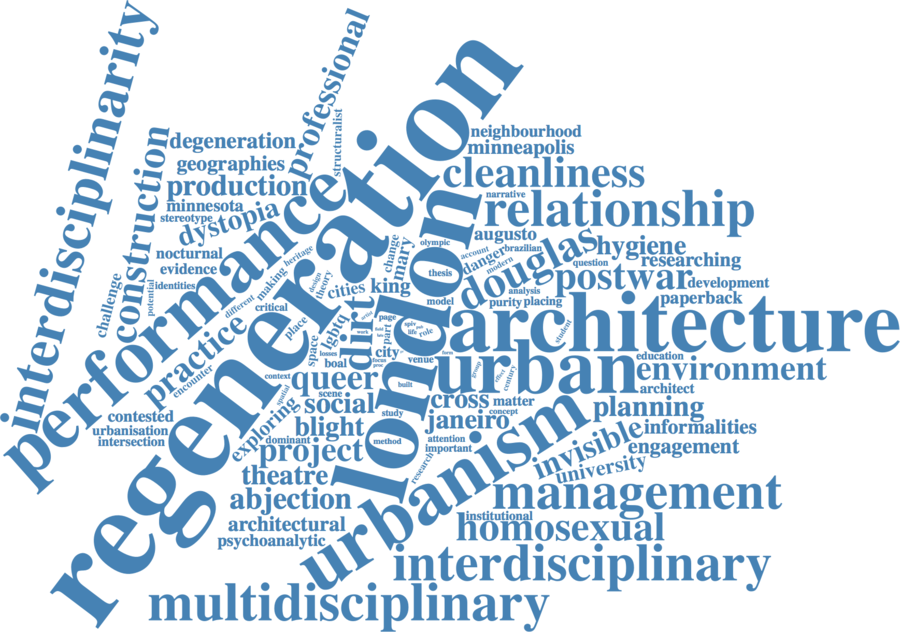 interdisciplinarity
professional
regeneration
performance
construction
degeneration
geographies
production
minnesota
stereotype
dystopia
nocturnal
evidence
structuralist
neighbourhood
minneapolis
cleanliness
narrative
relationship
augusto
olympic
account
danger
brazilian
modern
douglas
hygiene
question
researching
postwar
development
analysis
purity
placing
paperback
london
thesis
model
change
mary
heritage
making
design
theory
cities
king
critical
different
identities
potential
challenge
practice
encounter
place
space
lgbtq
dirt
artist
page
part
work
field
city
role
life
venue
architecture
student
urban
form
group
effect
century
education
environment
architect
losses
boal
focus
context
queer
scene
spatial
built
social
study
contested
urbanisation
intersection
exploring
blight
dominant
project
method
theatre
abjection
architectural
psychoanalytic
cross
matter
concept
janeiro
attention
important
research
urbanism
planning
invisible
informalities
engagement
university
management
institutional
homosexual
interdisciplinary
multidisciplinary